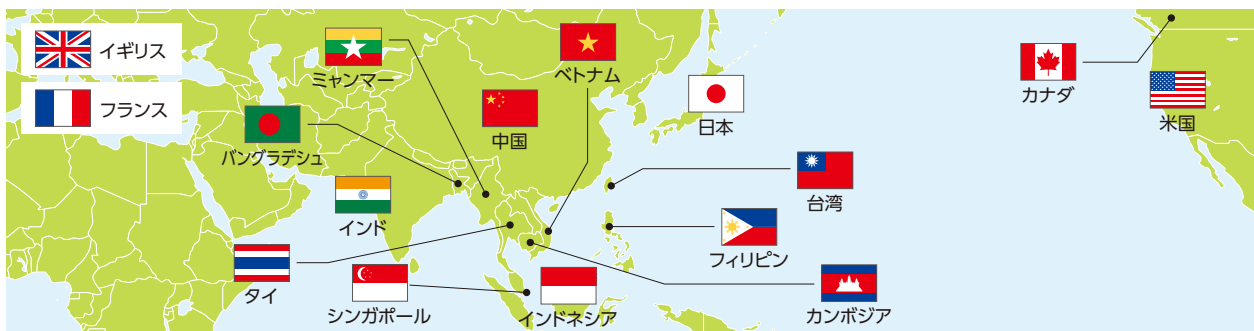 イギリス
フランス
ミャンマー
ベトナム
バングラデシュ
中国
日本
カナダ
米国
インド
台湾
タイ
フィリピン
シンガポール
インドネシア
カンボジア